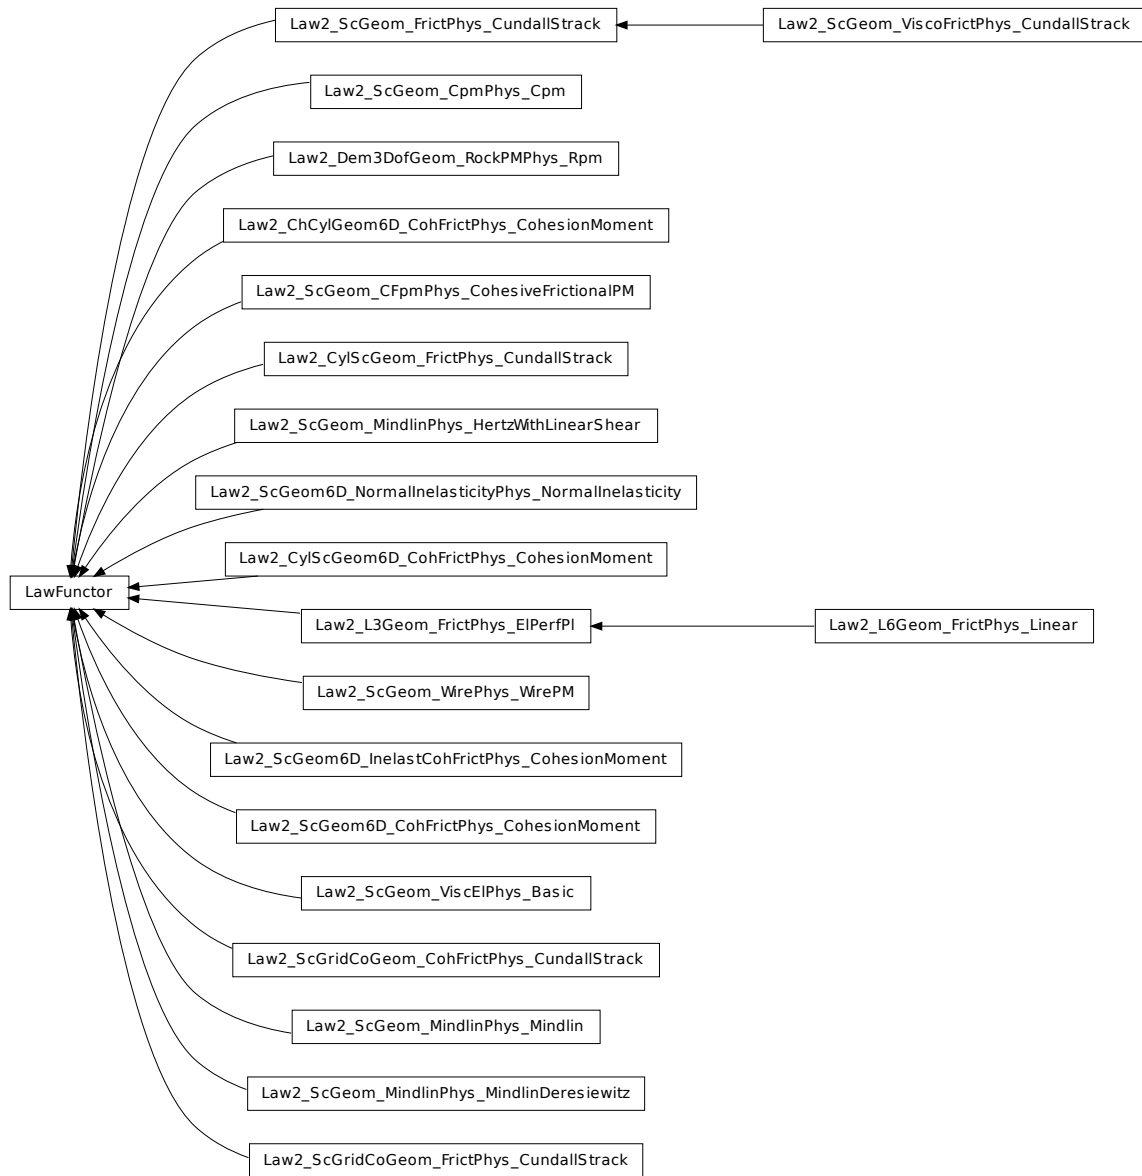 Law2_ScGeom_FrictPhys_CundallStrack
Law2_ScGeom_ViscoFrictPhys_CundallStrack
Law2_ScGeom_CpmPhys_Cpm
Law2_Dem3DofGeom_RockPMPhys_Rpm
Law2_ChCylGeom6D_CohFrictPhys_CohesionMoment
Law2_ScGeom_CFpmPhys_CohesiveFrictionalPM
Law2_CylScGeom_FrictPhys_CundallStrack
Law2_ScGeom_MindlinPhys_HertzWithLinearShear
Law2_ScGeom6D_NormalInelasticityPhys_NormalInelasticity
Law2_CylScGeom6D_CohFrictPhys_CohesionMoment
LawFunctor
Law2_L3Geom_FrictPhys_ElPerfPl
Law2_L6Geom_FrictPhys_Linear
Law2_ScGeom_WirePhys_WirePM
Law2_ScGeom6D_InelastCohFrictPhys_CohesionMoment
Law2_ScGeom6D_CohFrictPhys_CohesionMoment
Law2_ScGeom_ViscElPhys_Basic
Law2_ScGridCoGeom_CohFrictPhys_CundallStrack
Law2_ScGeom_MindlinPhys_Mindlin
Law2_ScGeom_MindlinPhys_MindlinDeresiewitz
Law2_ScGridCoGeom_FrictPhys_CundallStrack